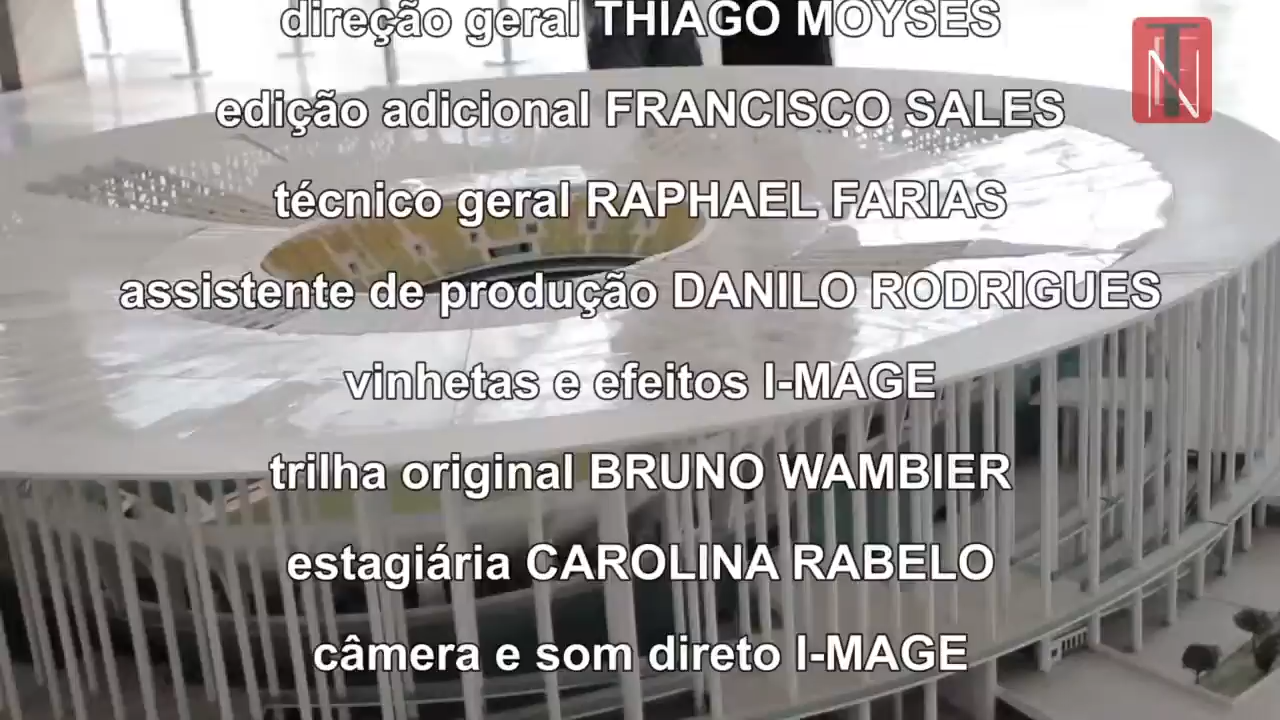 direção geral THIAGO MOYSES
edição adicional FRANCISCO SALES
técnico geral RAPHAEL FARIAS
assistente de produção DANILO RODRIGUES
vinhetas e efeitos I-MAGE
trilha original BRUNO WAMBIER
estagiária CAROLINA RABELO
câmera e som direto I-MAGE